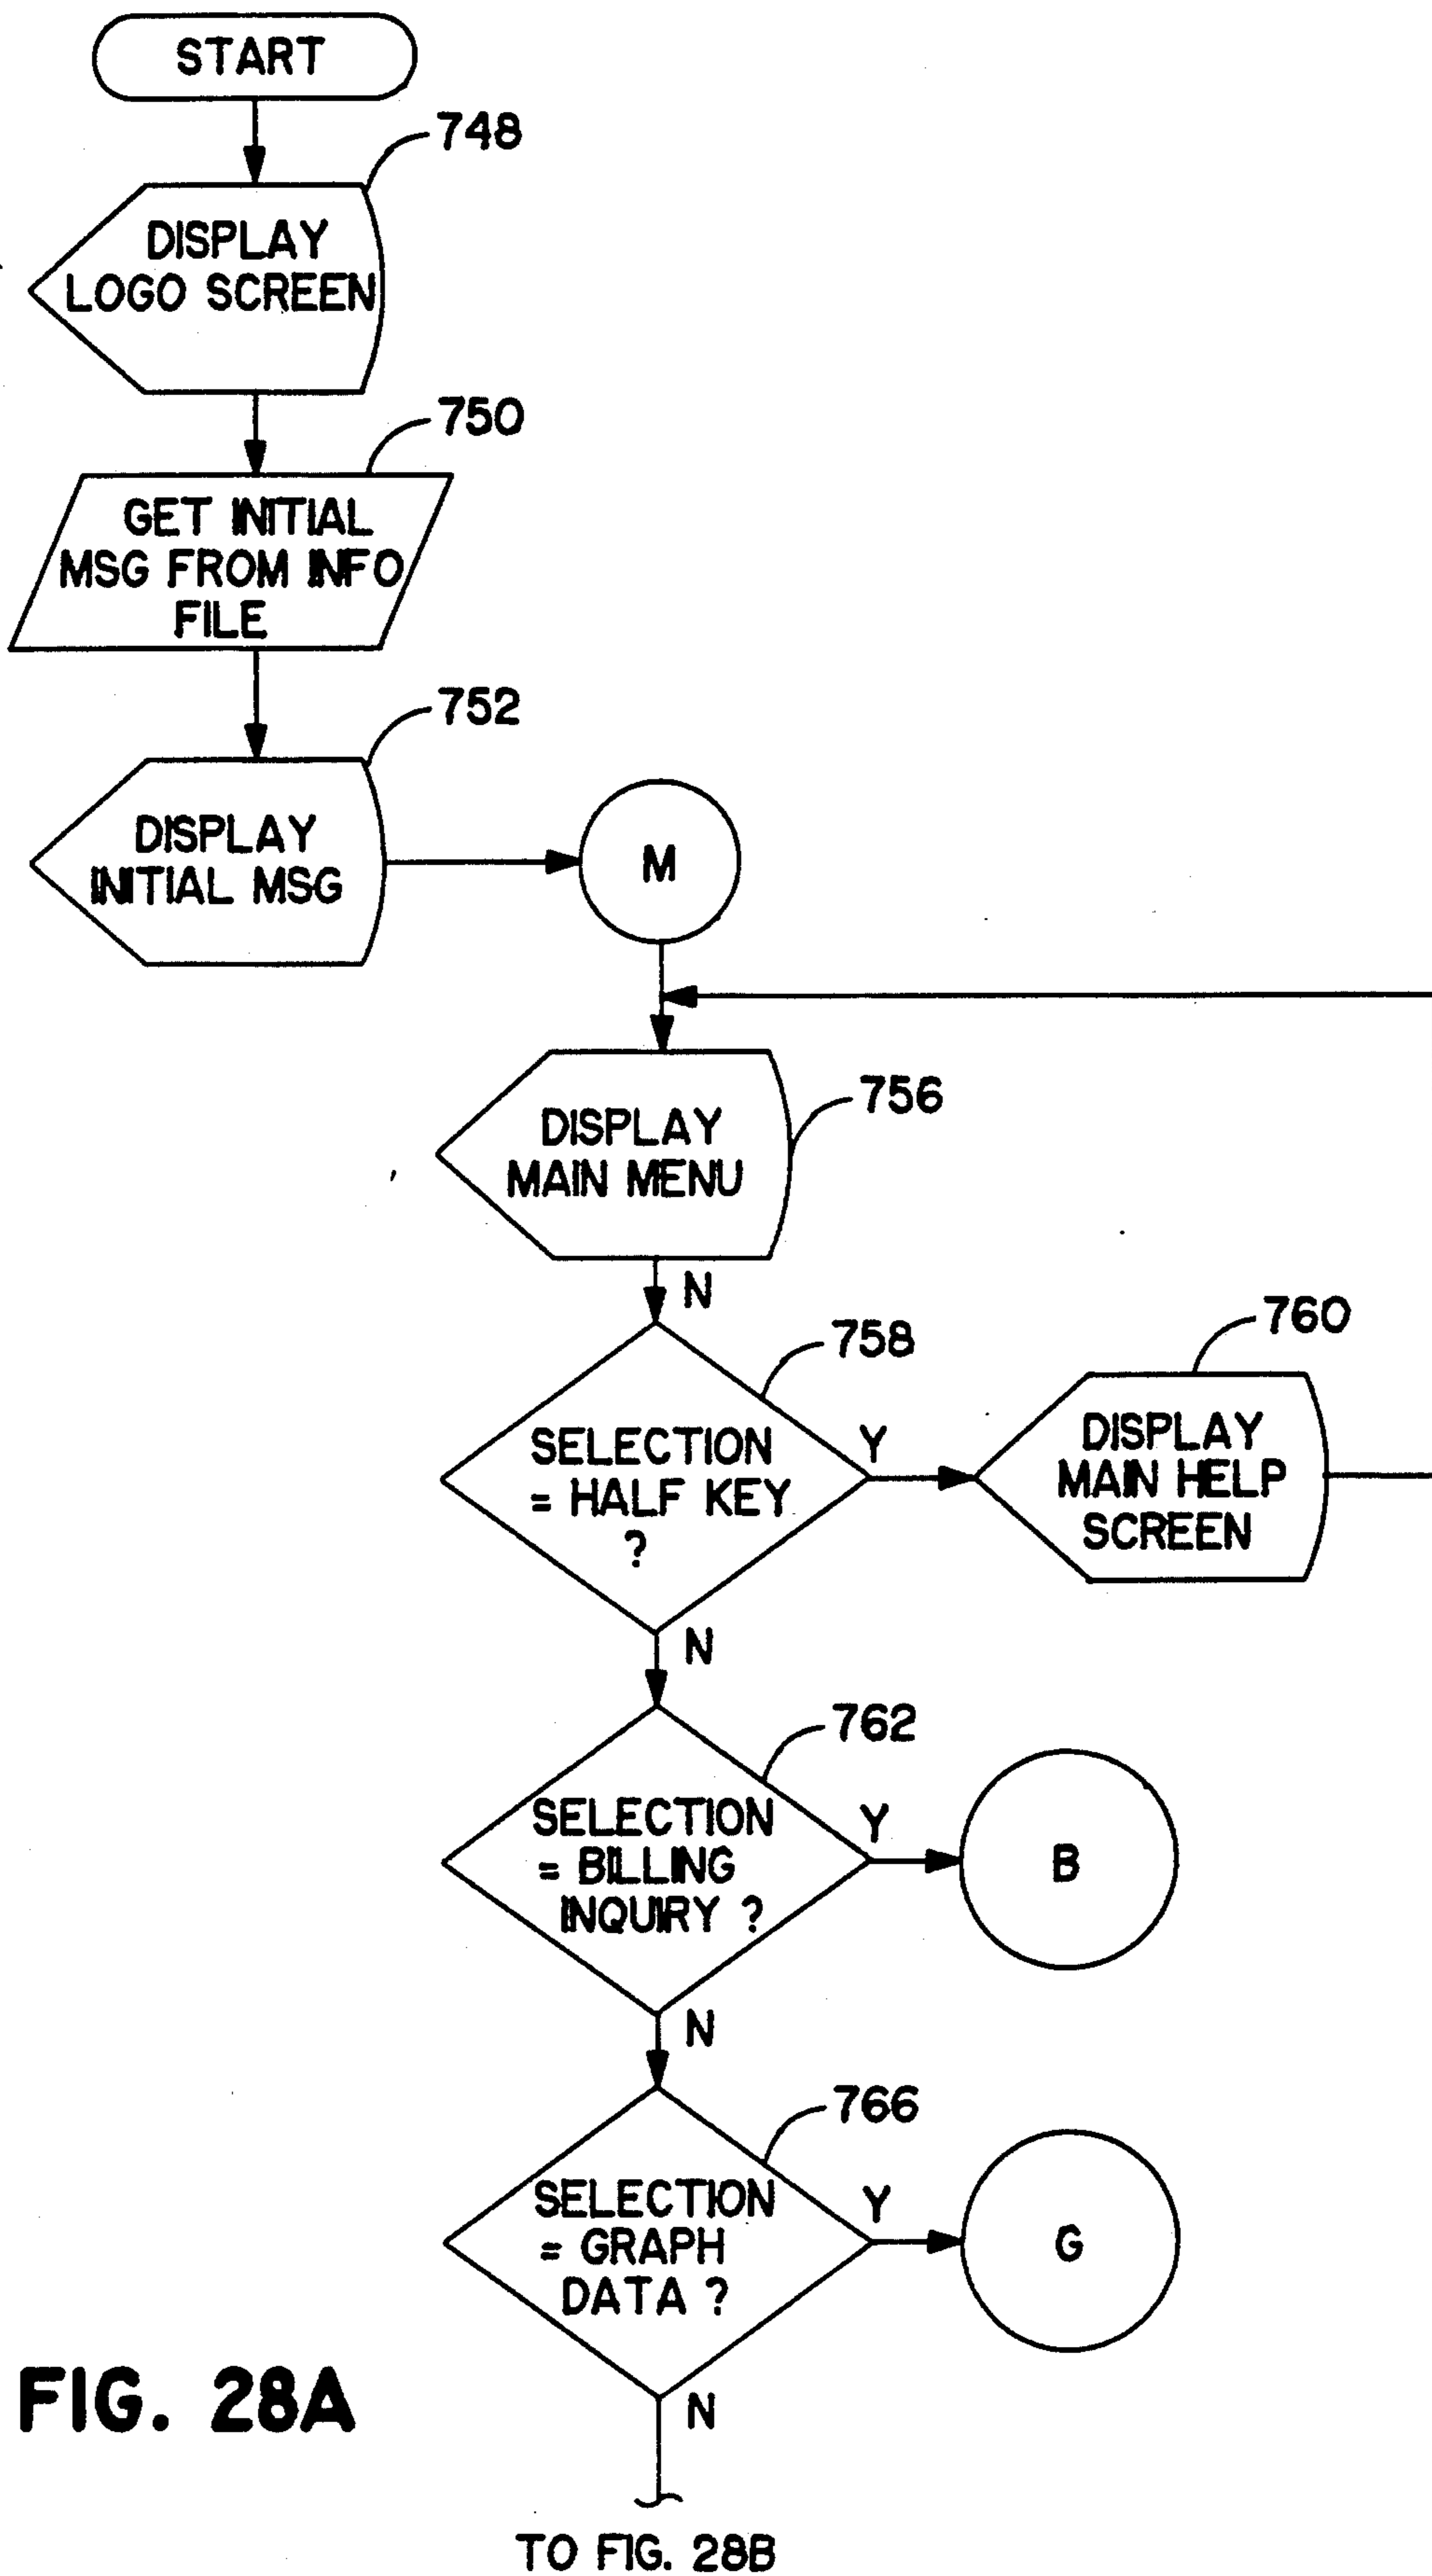 START
748
DISPLAY
LOGO SCREEN
750
GET INITIAL
MSG FROM INFO
FILE
752
DISPLAY
INITIAL MSG
M
756
DISPLAY
MAIN MENU
N
758
SELECTION
= HALF KEY
?
Y
760
DISPLAY
MAIN HELP
SCREEN
N
762
SELECTION
= BILLING
INQUIRY ?
Y
B
N
766
SELECTION
= GRAPH
DATA ?
Y
G
N
FIG. 28A
TO FIG. 28B